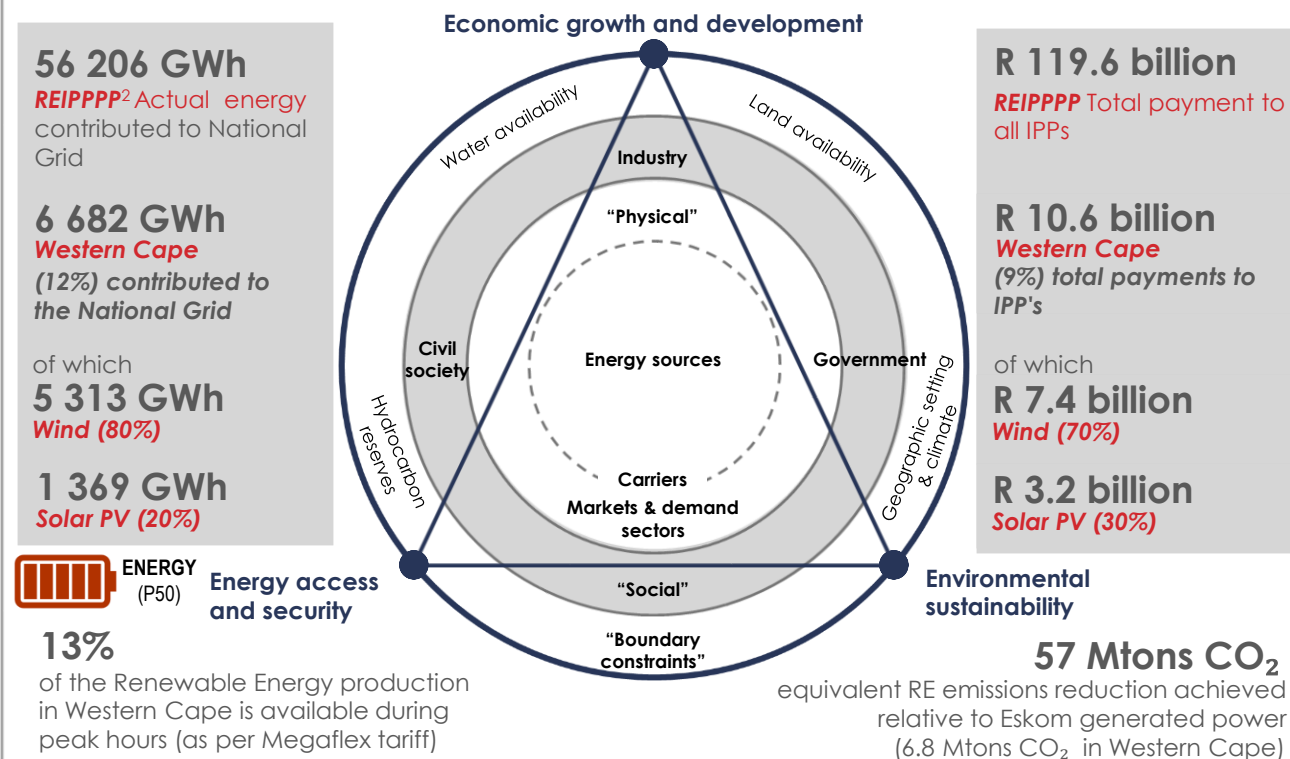 Economic growth and development
56 206 GWh
REIPPPP² Actual energy
contributed to National
Grid
6 682 GWh
Western Cape
(12%) contributed to
the National Grid
of which
5 313 GWh
Wind (80%)
1 369 GWh
Solar PV (20%)
Water availability
Land availability
Industry
“Physical”
Civil
society
Energy sources
Government
Hydrocarbon
reserves
Geographic setting
& climate
Carriers
Markets & demand
sectors
“Social”
“Boundary
constraints”
R 119.6 billion
REIPPPP Total payment to
all IPPs
R 10.6 billion
Western Cape
(9%) total payments to
IPP's
of which
R 7.4 billion
Wind (70%)
R 3.2 billion
Solar PV (30%)
ENERGY
(P50)
Energy access
and security
13%
of the Renewable Energy production
in Western Cape is available during
peak hours (as per Megaflex tariff)
Environmental
sustainability
57 Mtons CO₂
equivalent RE emissions reduction achieved
relative to Eskom generated power
(6.8 Mtons CO₂ in Western Cape)